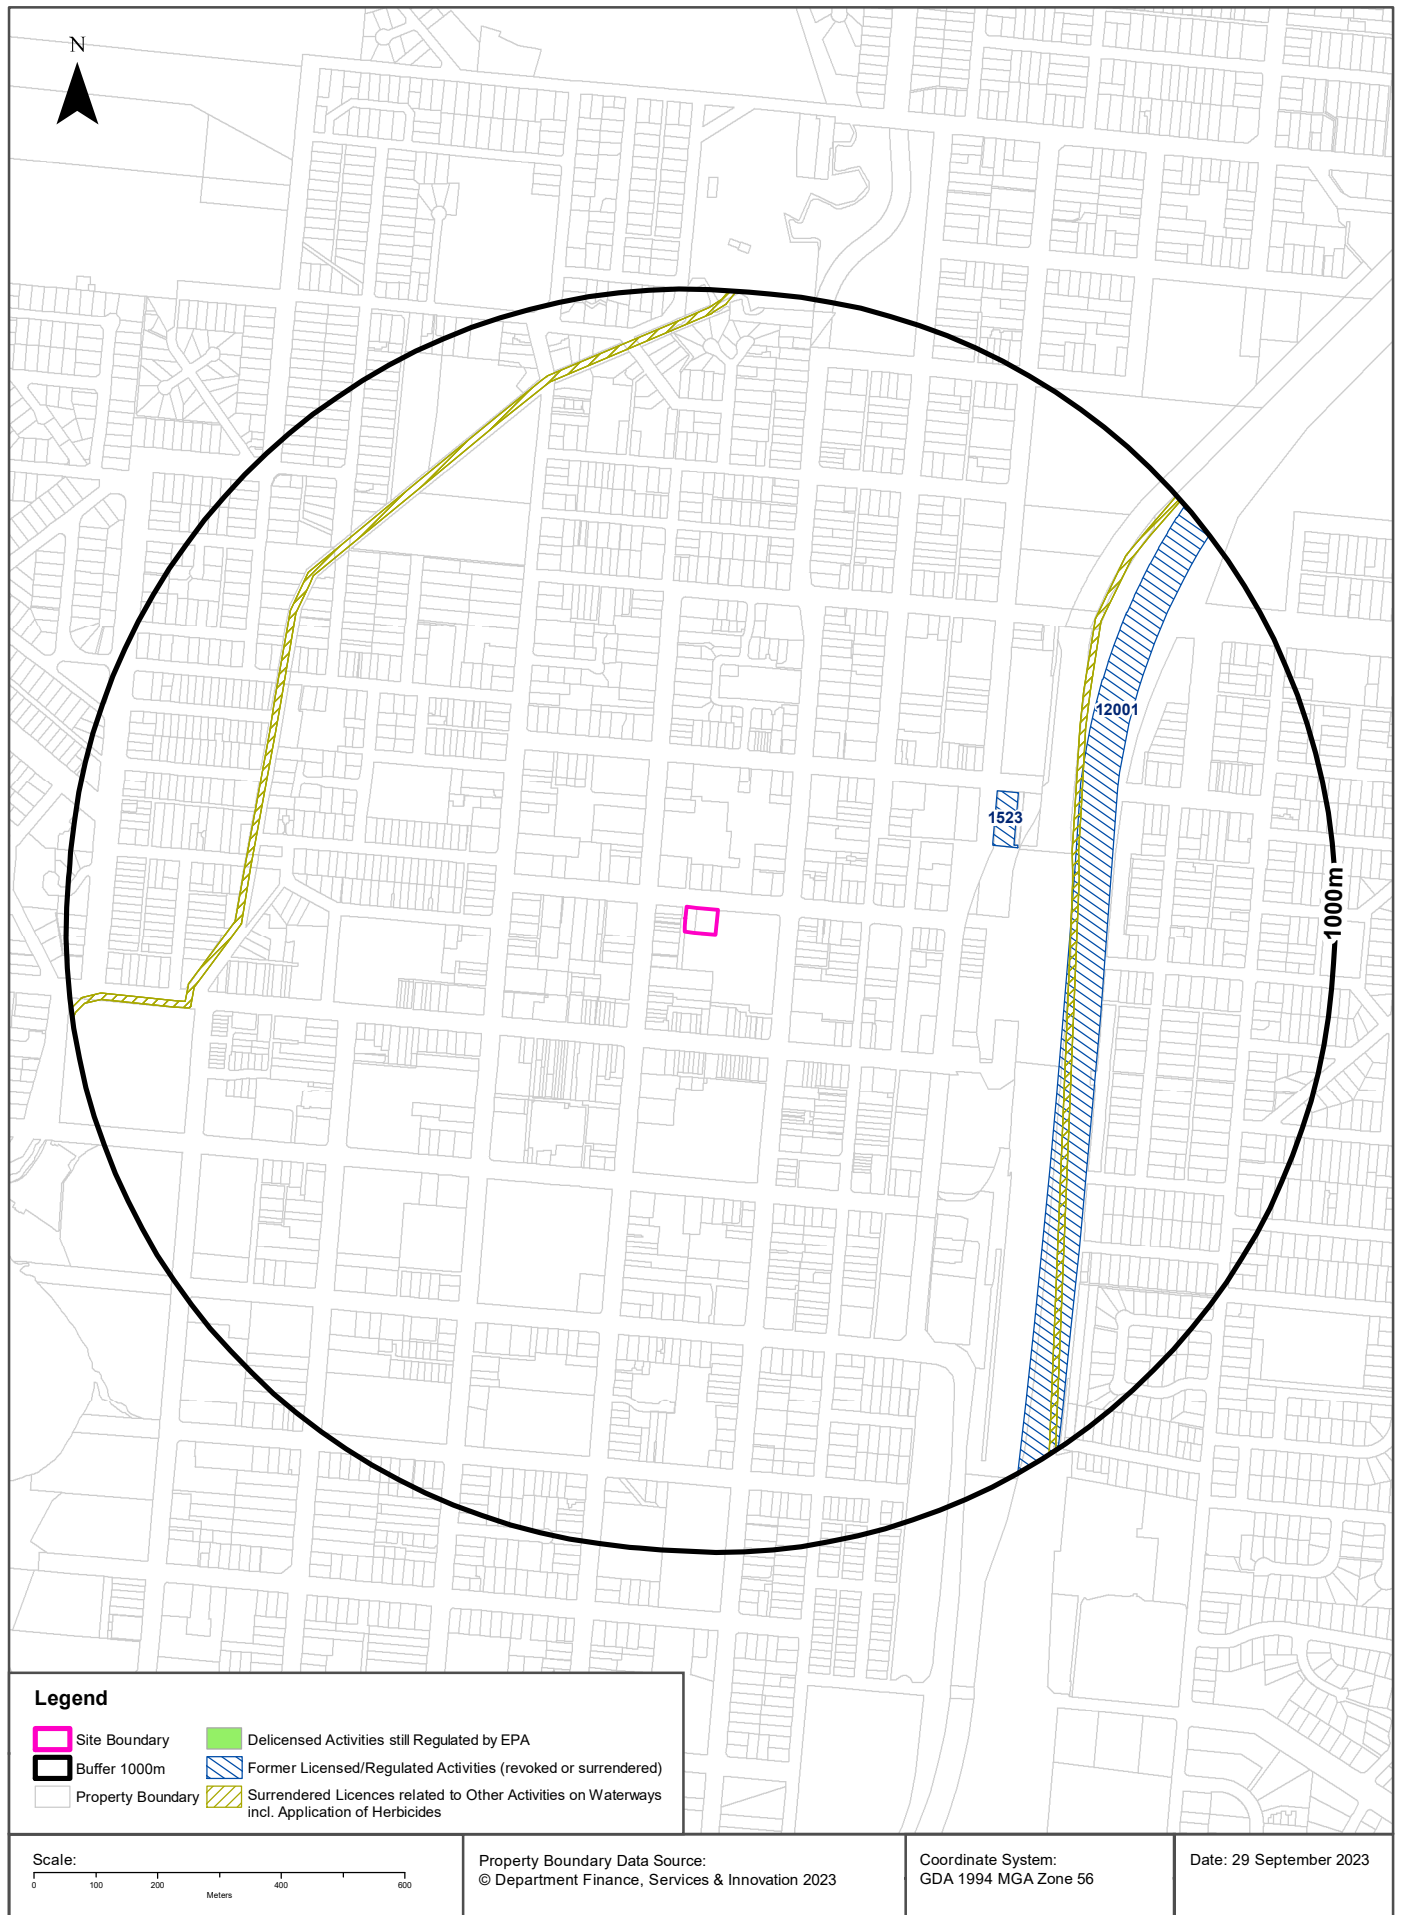 N
12001
1523
1000m
Legend
Site Boundary
Buffer 1000m
Property Boundary
Delicensed Activities still Regulated by EPA
Former Licensed/Regulated Activities (revoked or surrendered)
Surrendered Licences related to Other Activities on Waterways
incl. Application of Herbicides
Scale:
0 100 200 400 600
Meters
Property Boundary Data Source:
© Department Finance, Services & Innovation 2023
Coordinate System:
GDA 1994 MGA Zone 56
Date: 29 September 2023